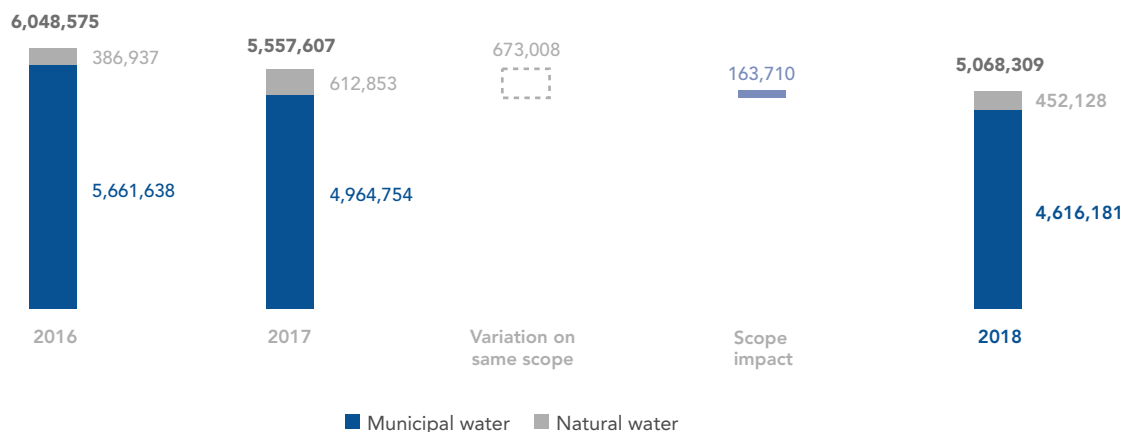 6,048,575
386,937
5,661,638
2016
5,557,607
612,853
4,964,754
2017
673,008
Variation on
same scope
163,710
Scope
impact
5,068,309
452,128
4,616,181
2018
Municipal water
Natural water